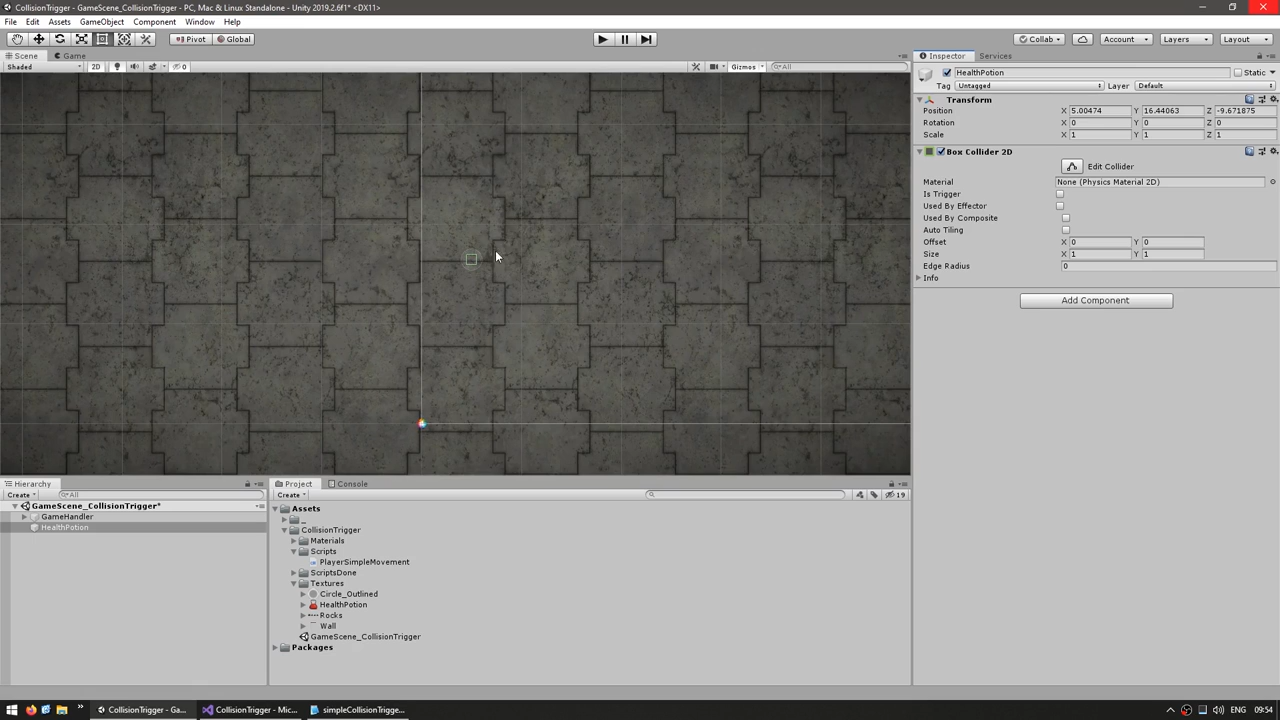 CollisionTrigger - GameScene_CollisionTrigger - PC, Mac & Linux Standalone - Unity 2019.2.6f1* <DX11>
File Edit Assets GameObject Component Window Help
Pivot Global Collab Account Layers Layout
Scene Game
Shaded 2D 0 Gizmos All
Inspector Services
HealthPotion Static
Tag Untagged Layer Default
Transform
Position X 5.00474 Y 16.44063 Z -9.671875
Rotation X 0 Y 0 Z 0
Scale X 1 Y 1 Z 1
Box Collider 2D
Edit Collider
Material None (Physics Material 2D)
Is Trigger
Used By Effector
Used By Composite
Auto Tiling
Offset X 0 Y 0
Size X 1 Y 1
Edge Radius 0
Info
Add Component
Hierarchy
Create All
GameScene_CollisionTrigger*
GameHandler
HealthPotion
Project Console
Create 19
Assets
_
CollisionTrigger
Materials
Scripts
PlayerSimpleMovement
ScriptsDone
Textures
Circle_Outlined
HealthPotion
Rocks
Wall
GameScene_CollisionTrigger
Packages
CollisionTrigger - Ga... CollisionTrigger - Mic... simpleCollisionTrigge... ENG 09:54